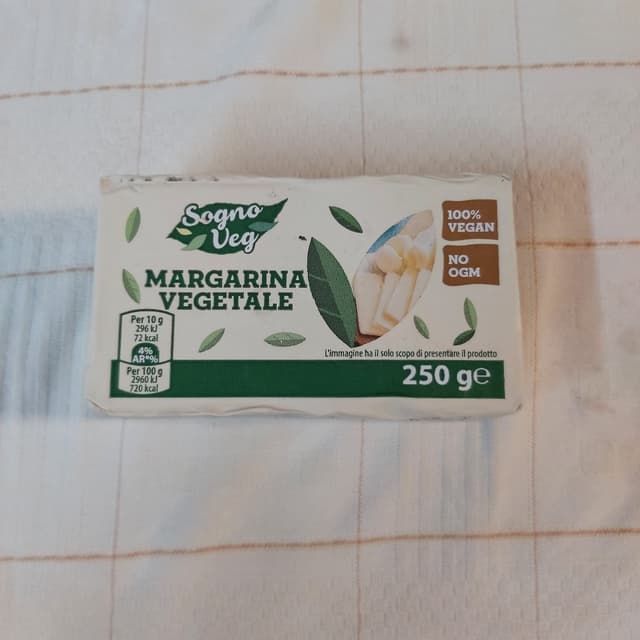 Sogno
Veg
MARGARINA
VEGETALE
100%
VEGAN
NO
OGM
Per 10 g
296 kJ
72 kcal
4%
AR*%
Per 100 g
2960 kJ
720 kcal
L'immagine ha il solo scopo di presentare il prodotto
250 g℮